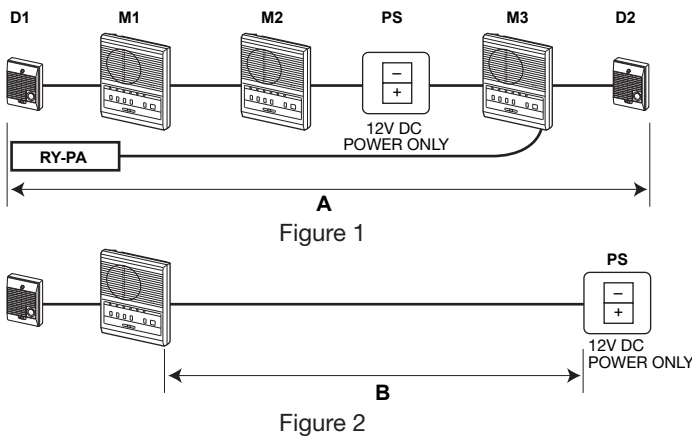 D1 M1 M2 PS M3 D2
–
+
12V DC
POWER ONLY
RY-PA
A
Figure 1
PS
–
+
12V DC
POWER ONLY
B
Figure 2